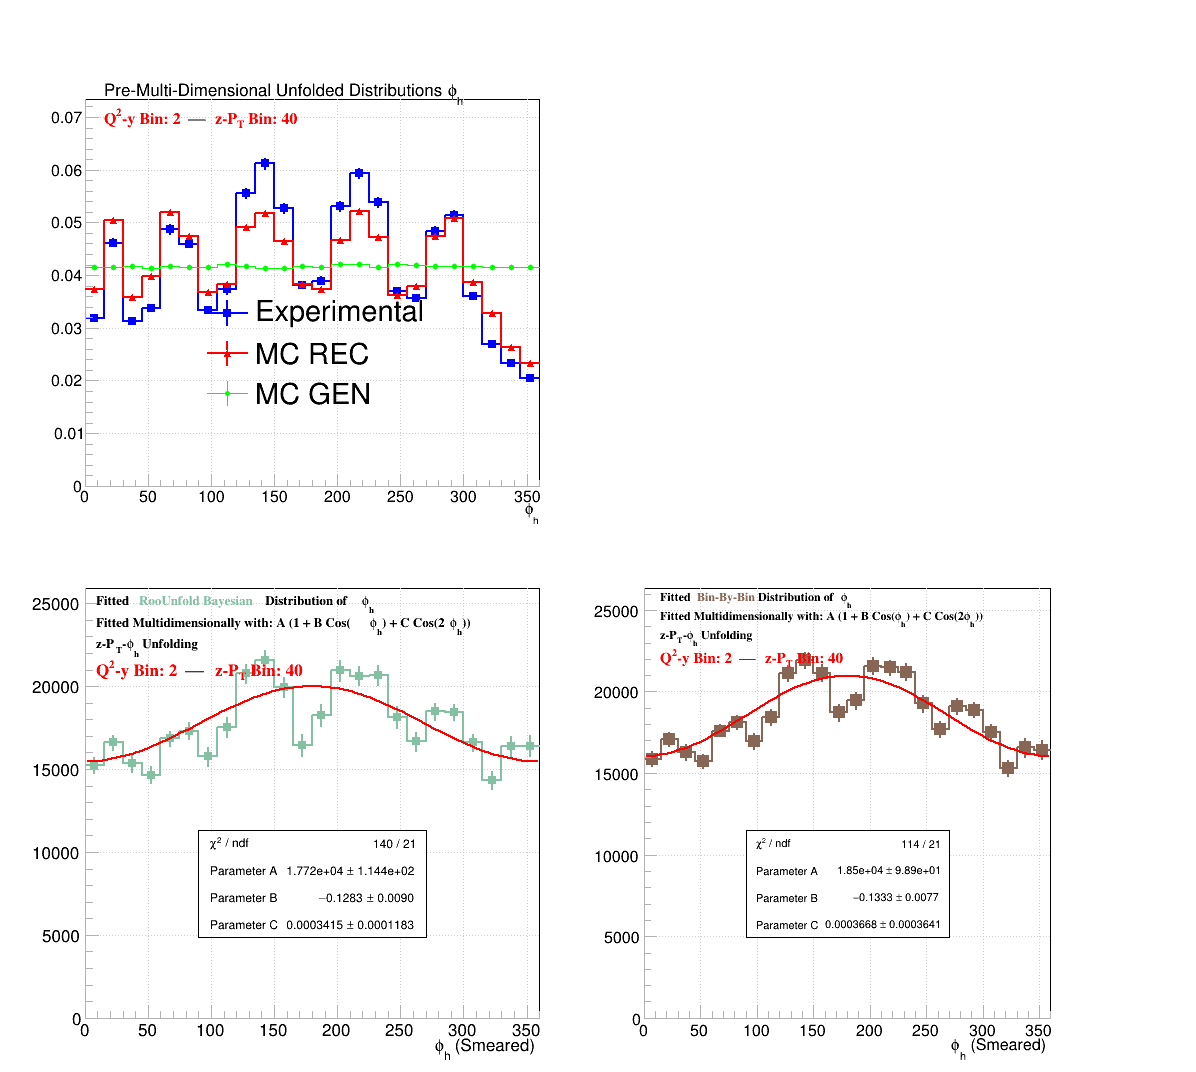 Pre-Multi-Dimensional Unfolded Distributions ϕh
Q2-y Bin: 2 — z-PT Bin: 40
0.07
0.06
0.05
0.04
0.03
0.02
0.01
0
Experimental
MC REC
MC GEN
0 50 100 150 200 250 300 350
ϕh
Fitted RooUnfold Bayesian Distribution of ϕh
Fitted Multidimensionally with: A (1 + B Cos( ϕh) + C Cos(2 ϕh))
z-PT-ϕh Unfolding
Q2-y Bin: 2 — z-PT Bin: 40
25000
20000
15000
10000
5000
0
χ2 / ndf 140 / 21
Parameter A 1.772e+04 ± 1.144e+02
Parameter B −0.1283 ± 0.0090
Parameter C 0.0003415 ± 0.0001183
0 50 100 150 200 250 300 350
ϕh (Smeared)
Fitted Bin-By-Bin Distribution of ϕh
Fitted Multidimensionally with: A (1 + B Cos(ϕh) + C Cos(2ϕh))
z-PT-ϕh Unfolding
Q2-y Bin: 2 — z-PT Bin: 40
25000
20000
15000
10000
5000
0
χ2 / ndf 114 / 21
Parameter A 1.85e+04 ± 9.89e+01
Parameter B −0.1333 ± 0.0077
Parameter C 0.0003668 ± 0.0003641
0 50 100 150 200 250 300 350
ϕh (Smeared)